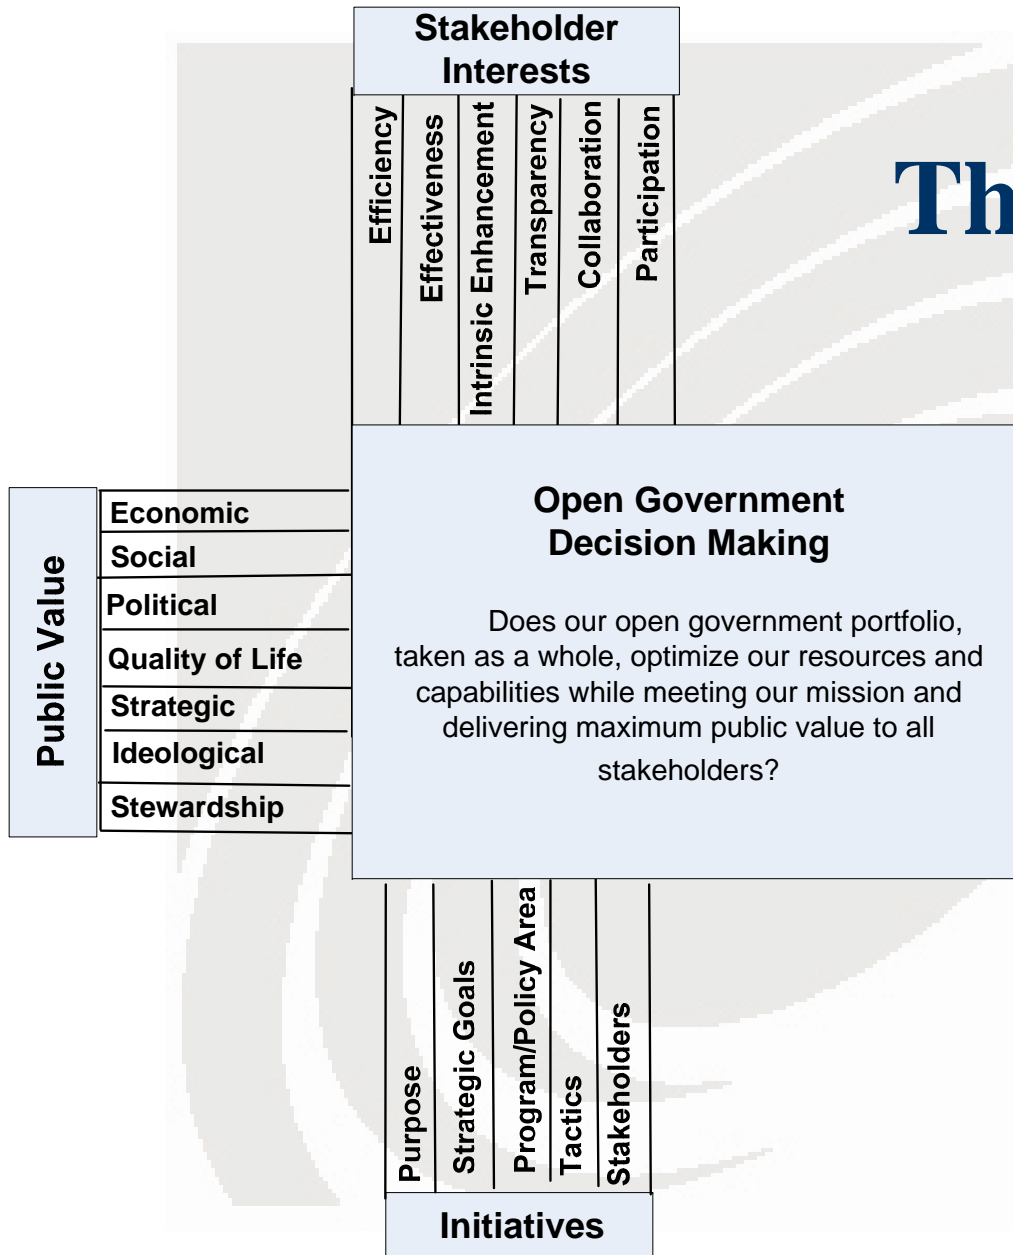 Stakeholder
Interests
Efficiency
Effectiveness
Intrinsic Enhancement
Transparency
Collaboration
Participation
Th
Public Value
Economic
Social
Political
Quality of Life
Strategic
Ideological
Stewardship
Open Government
Decision Making
Does our open government portfolio,
taken as a whole, optimize our resources and
capabilities while meeting our mission and
delivering maximum public value to all
stakeholders?
Purpose
Strategic Goals
Program/Policy Area
Tactics
Stakeholders
Initiatives